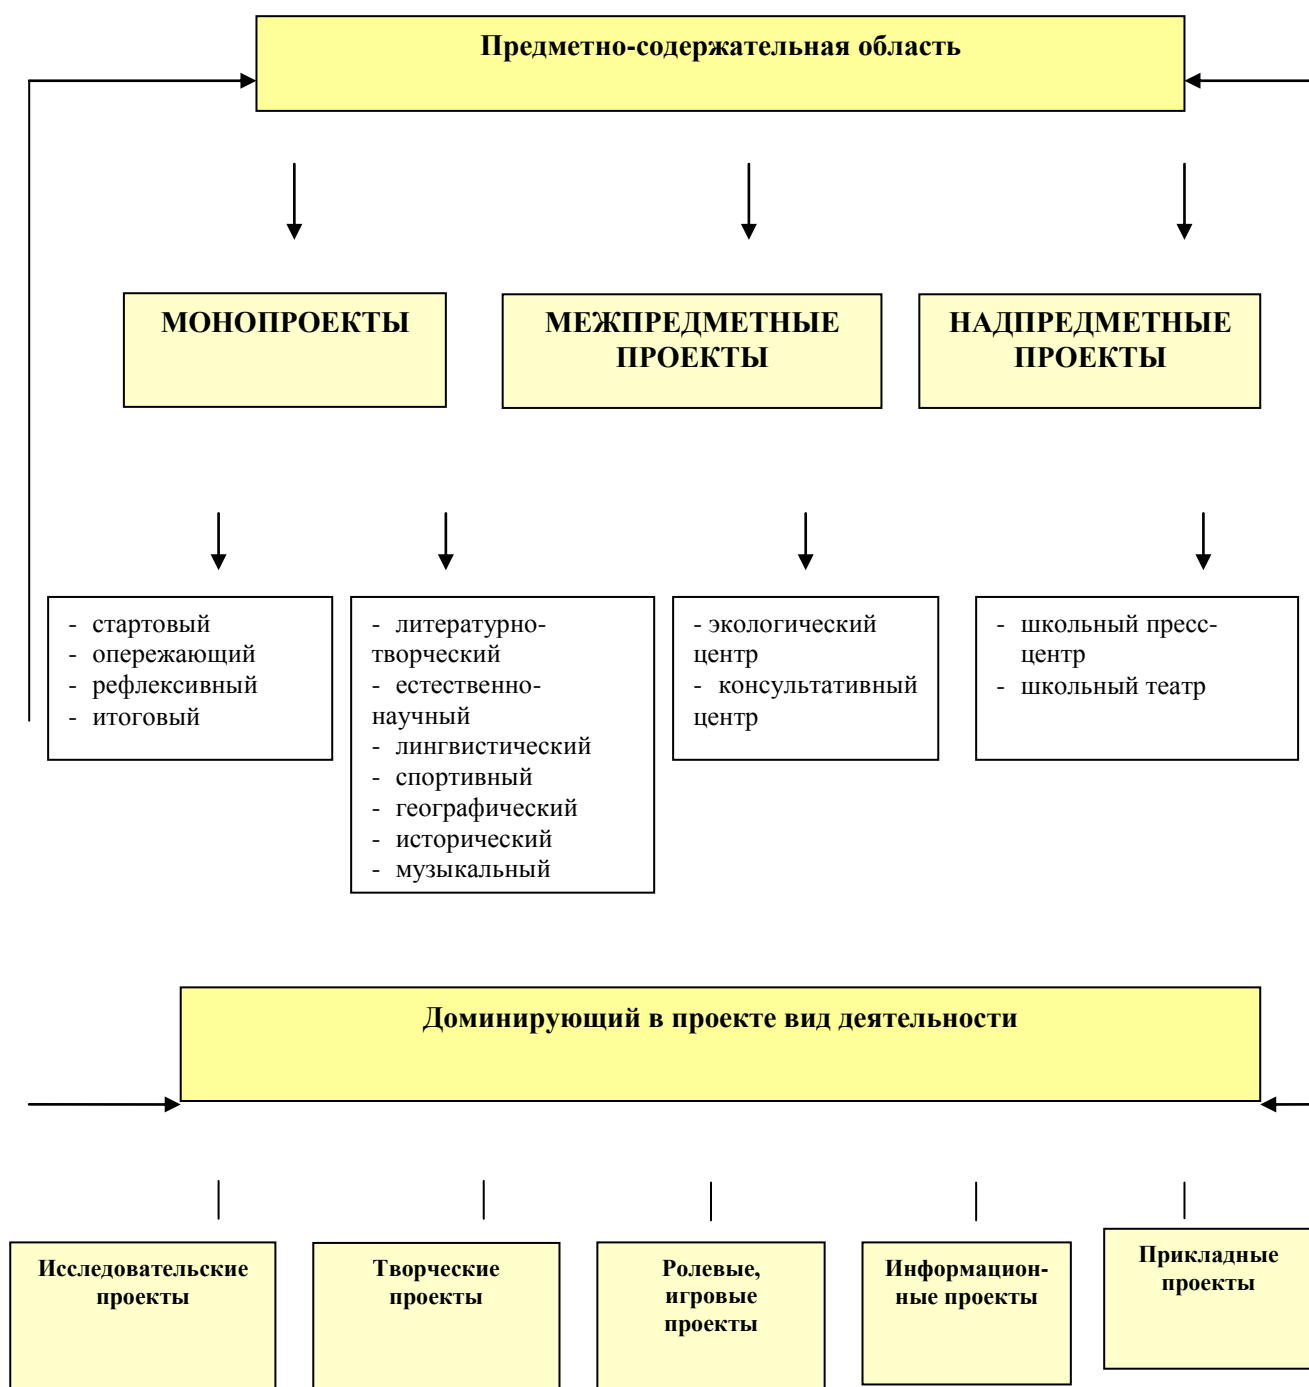 Предметно-содержательная область
МОНОПРОЕКТЫ
МЕЖПРЕДМЕТНЫЕ
ПРОЕКТЫ
НАДПРЕДМЕТНЫЕ
ПРОЕКТЫ
- стартовый
- опережающий
- рефлексивный
- итоговый
- литературно-
творческий
- естественно-
научный
- лингвистический
- спортивный
- географический
- исторический
- музыкальный
- экологический
центр
- консультативный
центр
- школьный пресс-
центр
- школьный театр
Доминирующий в проекте вид деятельности
Исследовательские
проекты
Творческие
проекты
Ролевые,
игровые
проекты
Информацион-
ные проекты
Прикладные
проекты